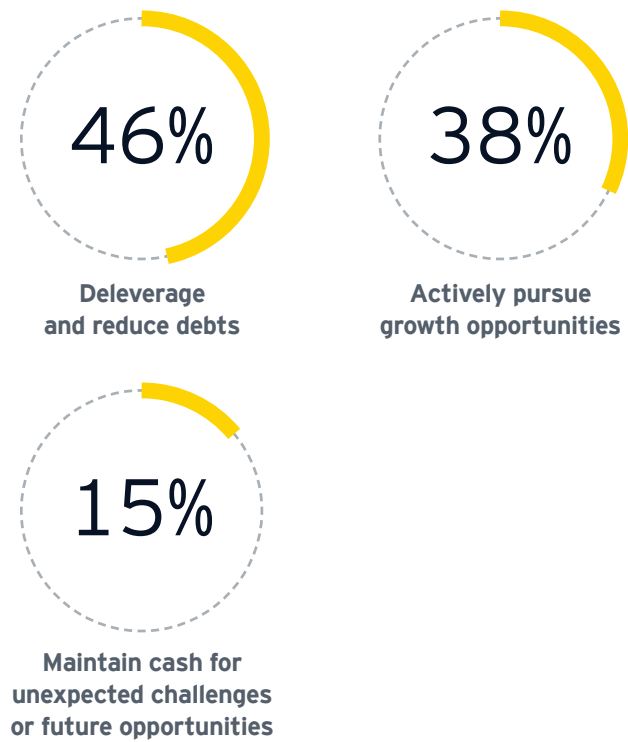 46%
Deleverage
and reduce debts
38%
Actively pursue
growth opportunities
15%
Maintain cash for
unexpected challenges
or future opportunities